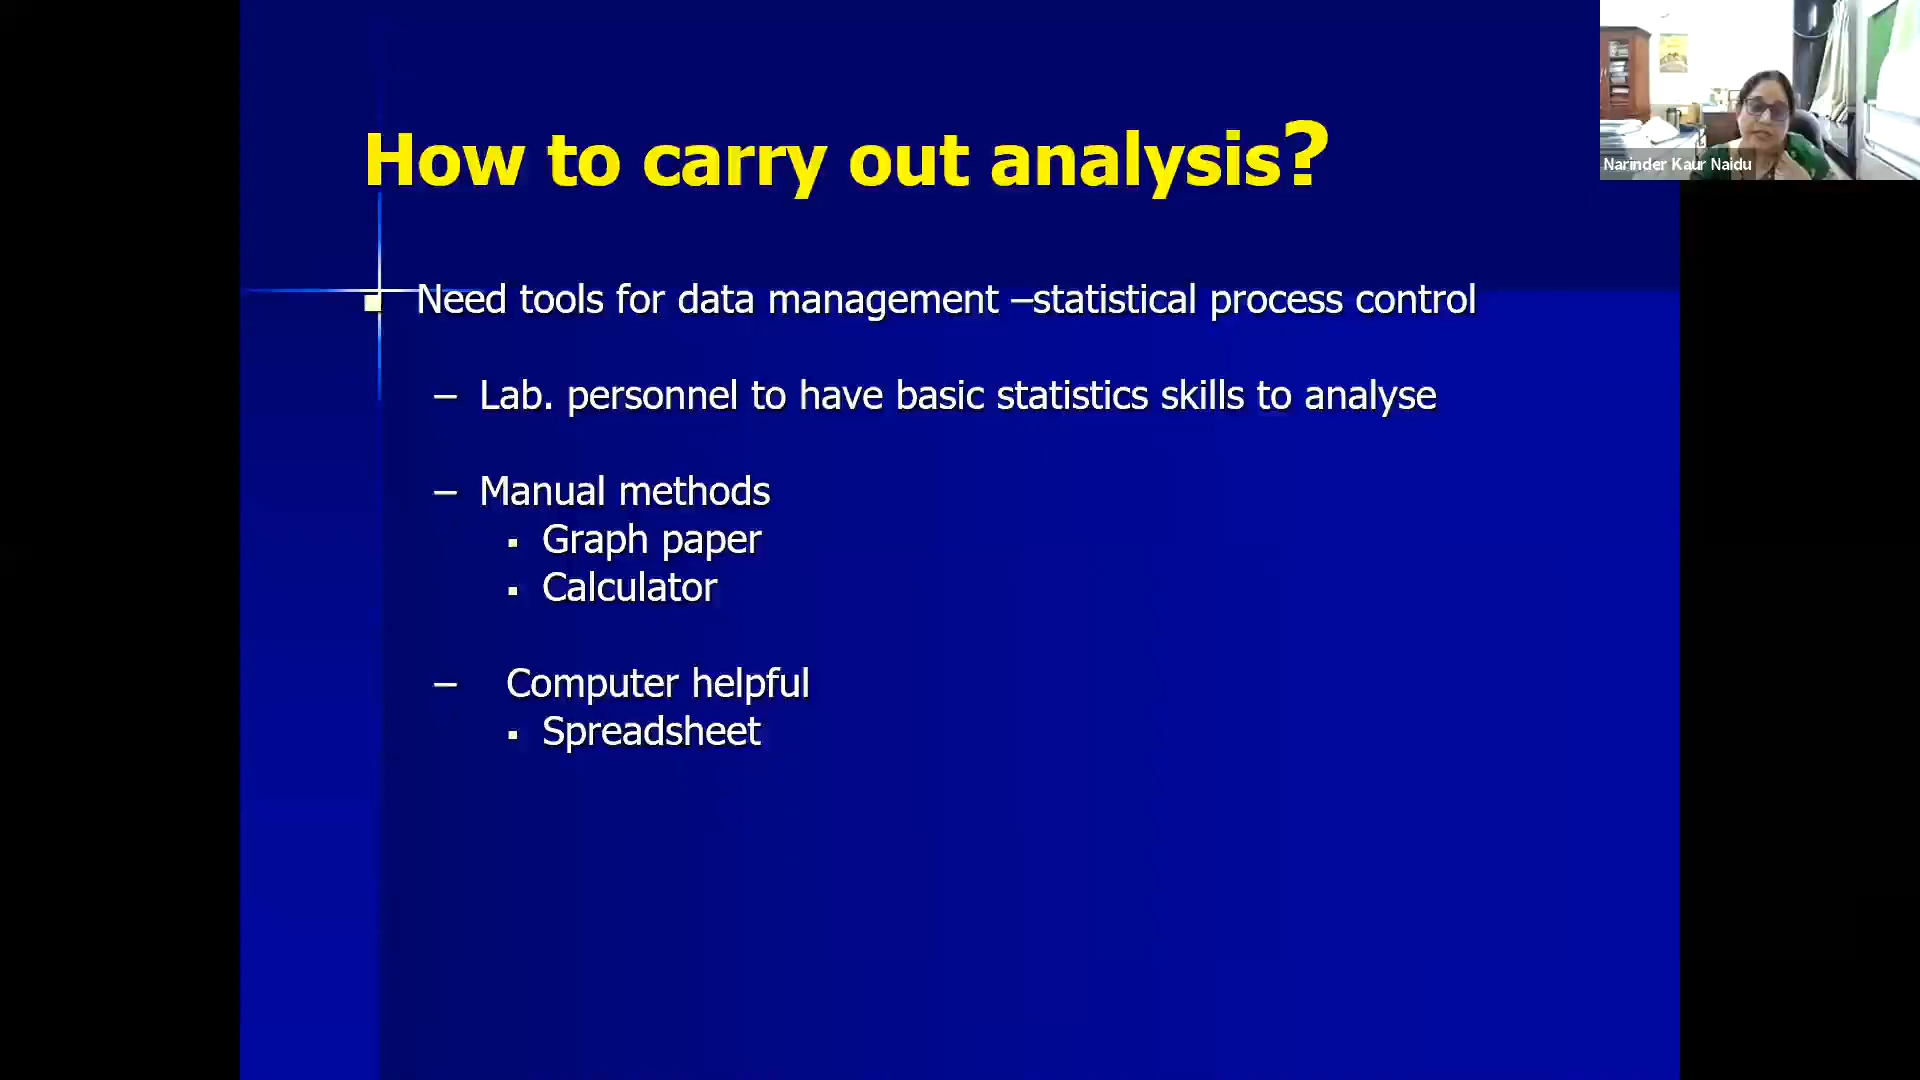 How to carry out analysis?
Narinder Kaur Naidu
▪ Need tools for data management –statistical process control
– Lab. personnel to have basic statistics skills to analyse
– Manual methods
▪ Graph paper
▪ Calculator
– Computer helpful
▪ Spreadsheet